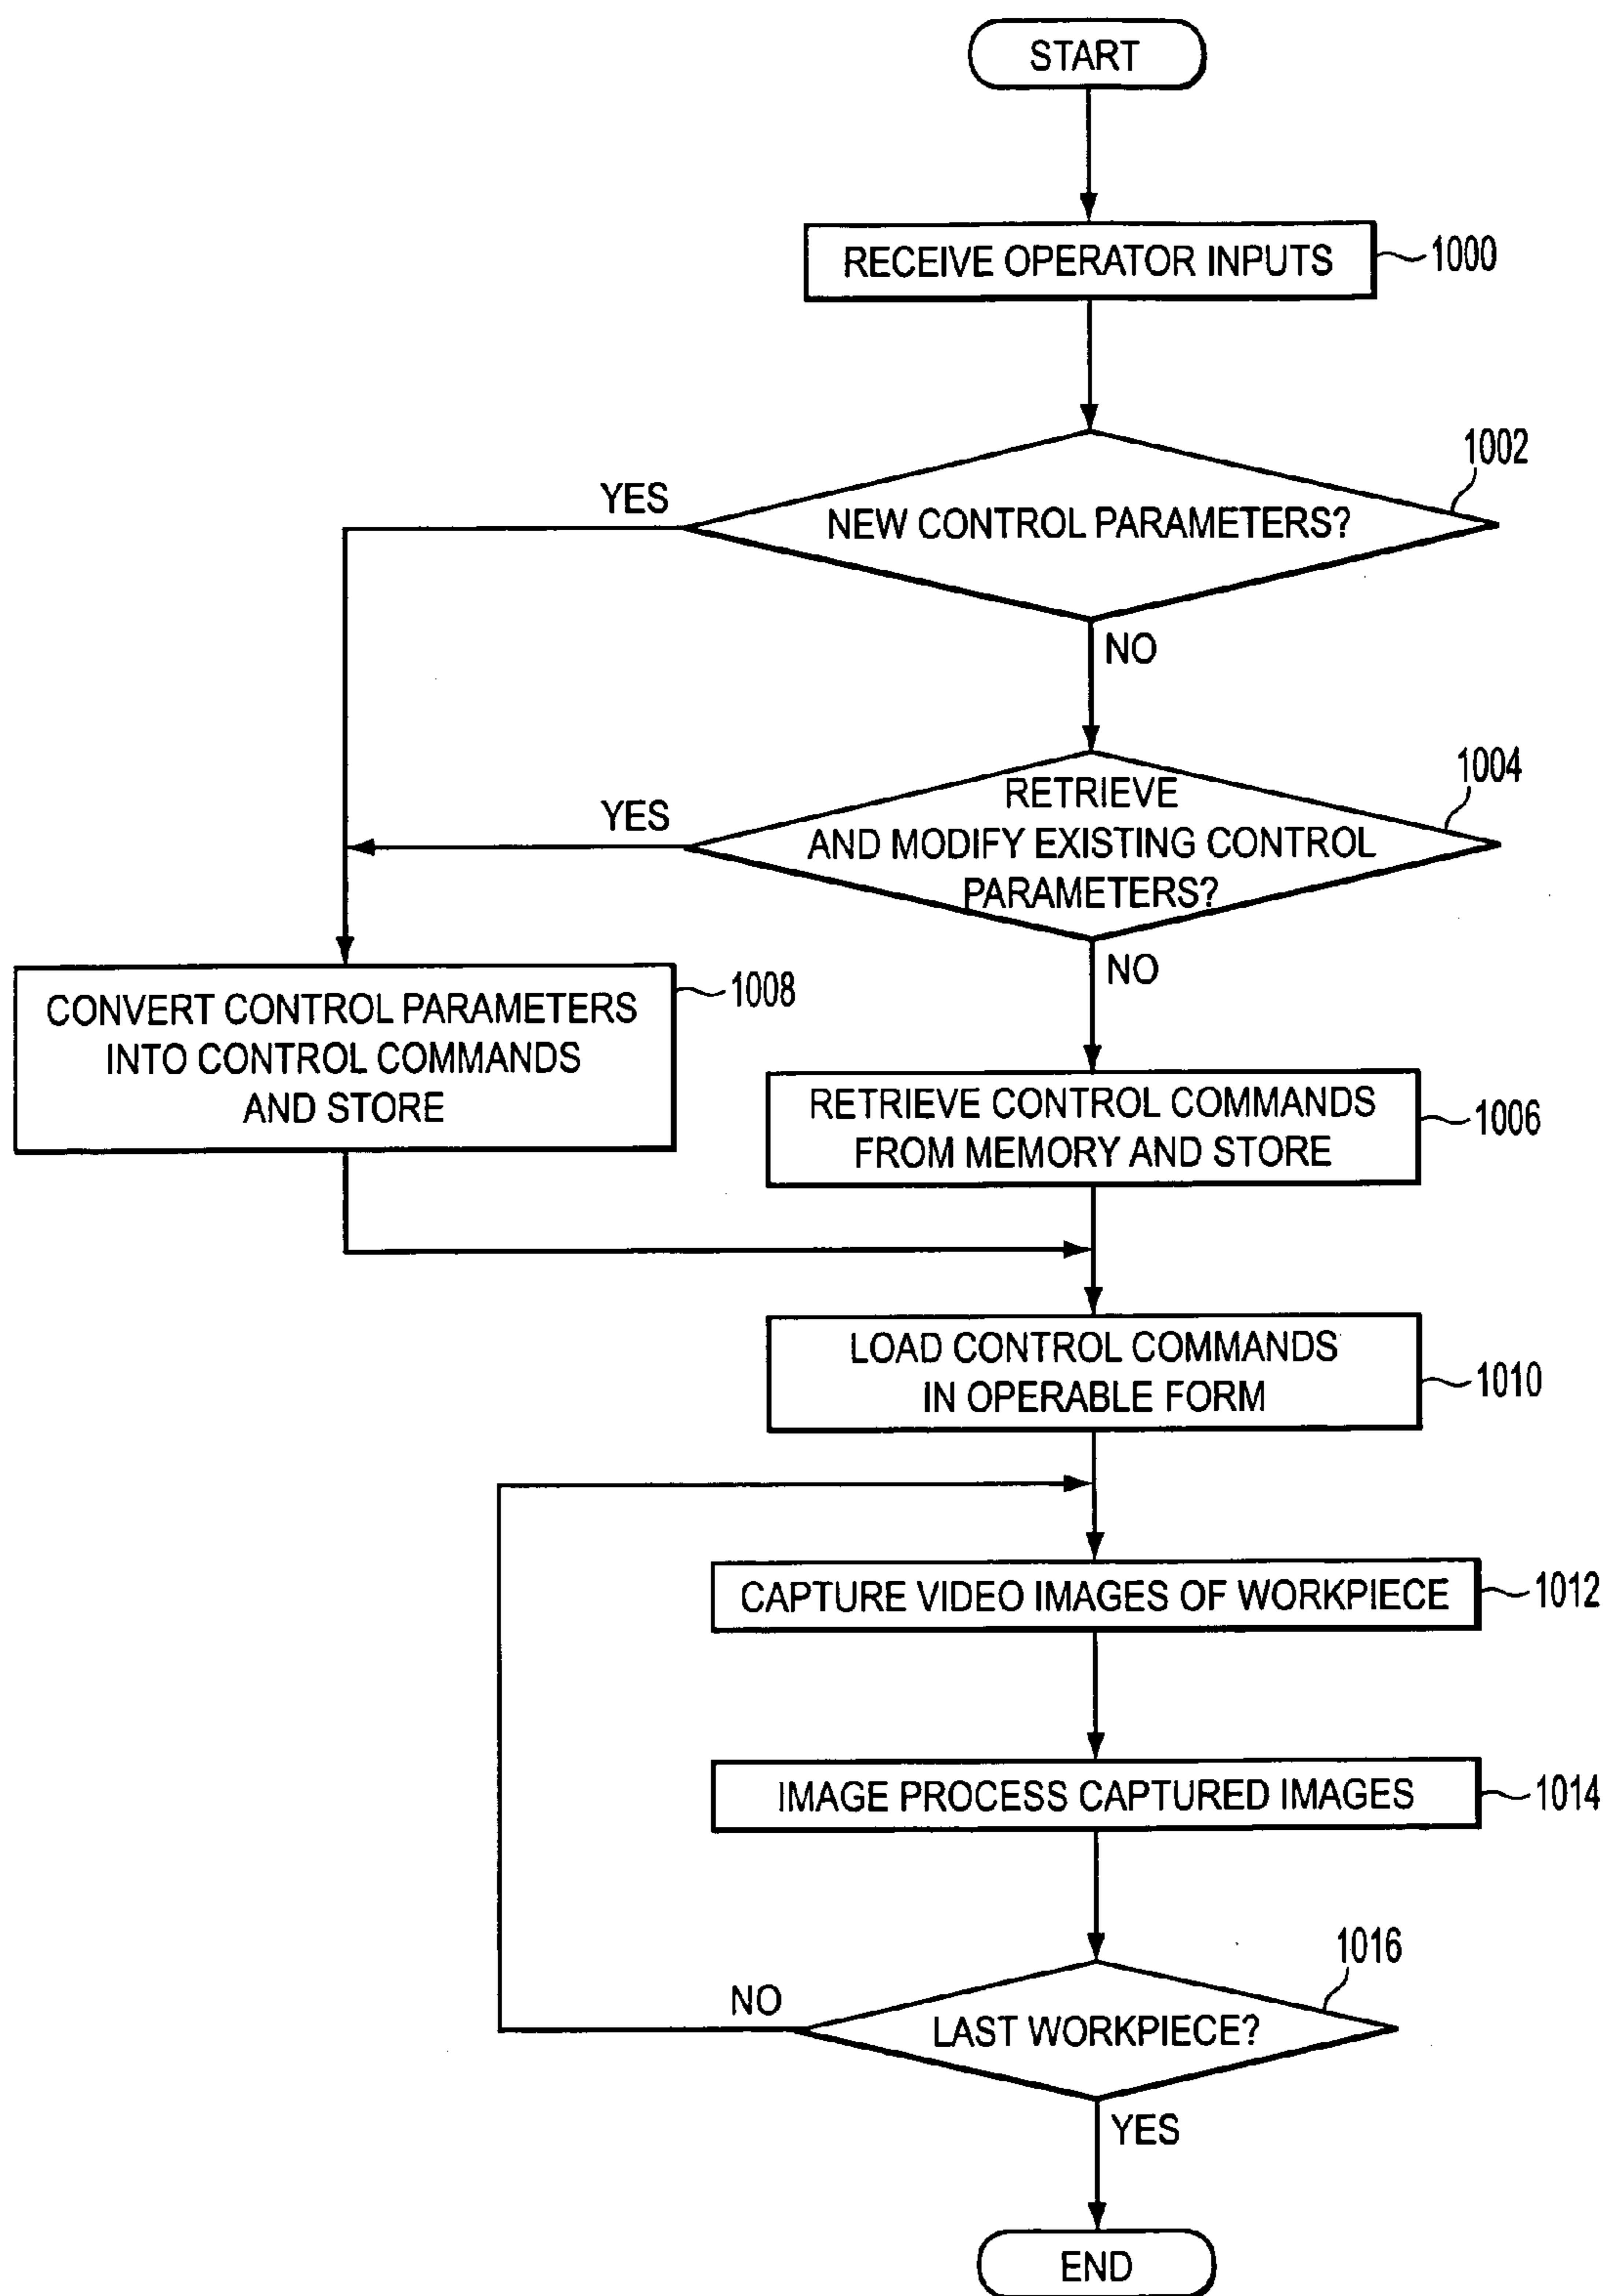 START
RECEIVE OPERATOR INPUTS
1000
1002
YES
NEW CONTROL PARAMETERS?
NO
1004
YES
RETRIEVE
AND MODIFY EXISTING CONTROL
PARAMETERS?
NO
1008
CONVERT CONTROL PARAMETERS
INTO CONTROL COMMANDS
AND STORE
RETRIEVE CONTROL COMMANDS
FROM MEMORY AND STORE
1006
LOAD CONTROL COMMANDS
IN OPERABLE FORM
1010
CAPTURE VIDEO IMAGES OF WORKPIECE
1012
IMAGE PROCESS CAPTURED IMAGES
1014
1016
NO
LAST WORKPIECE?
YES
END